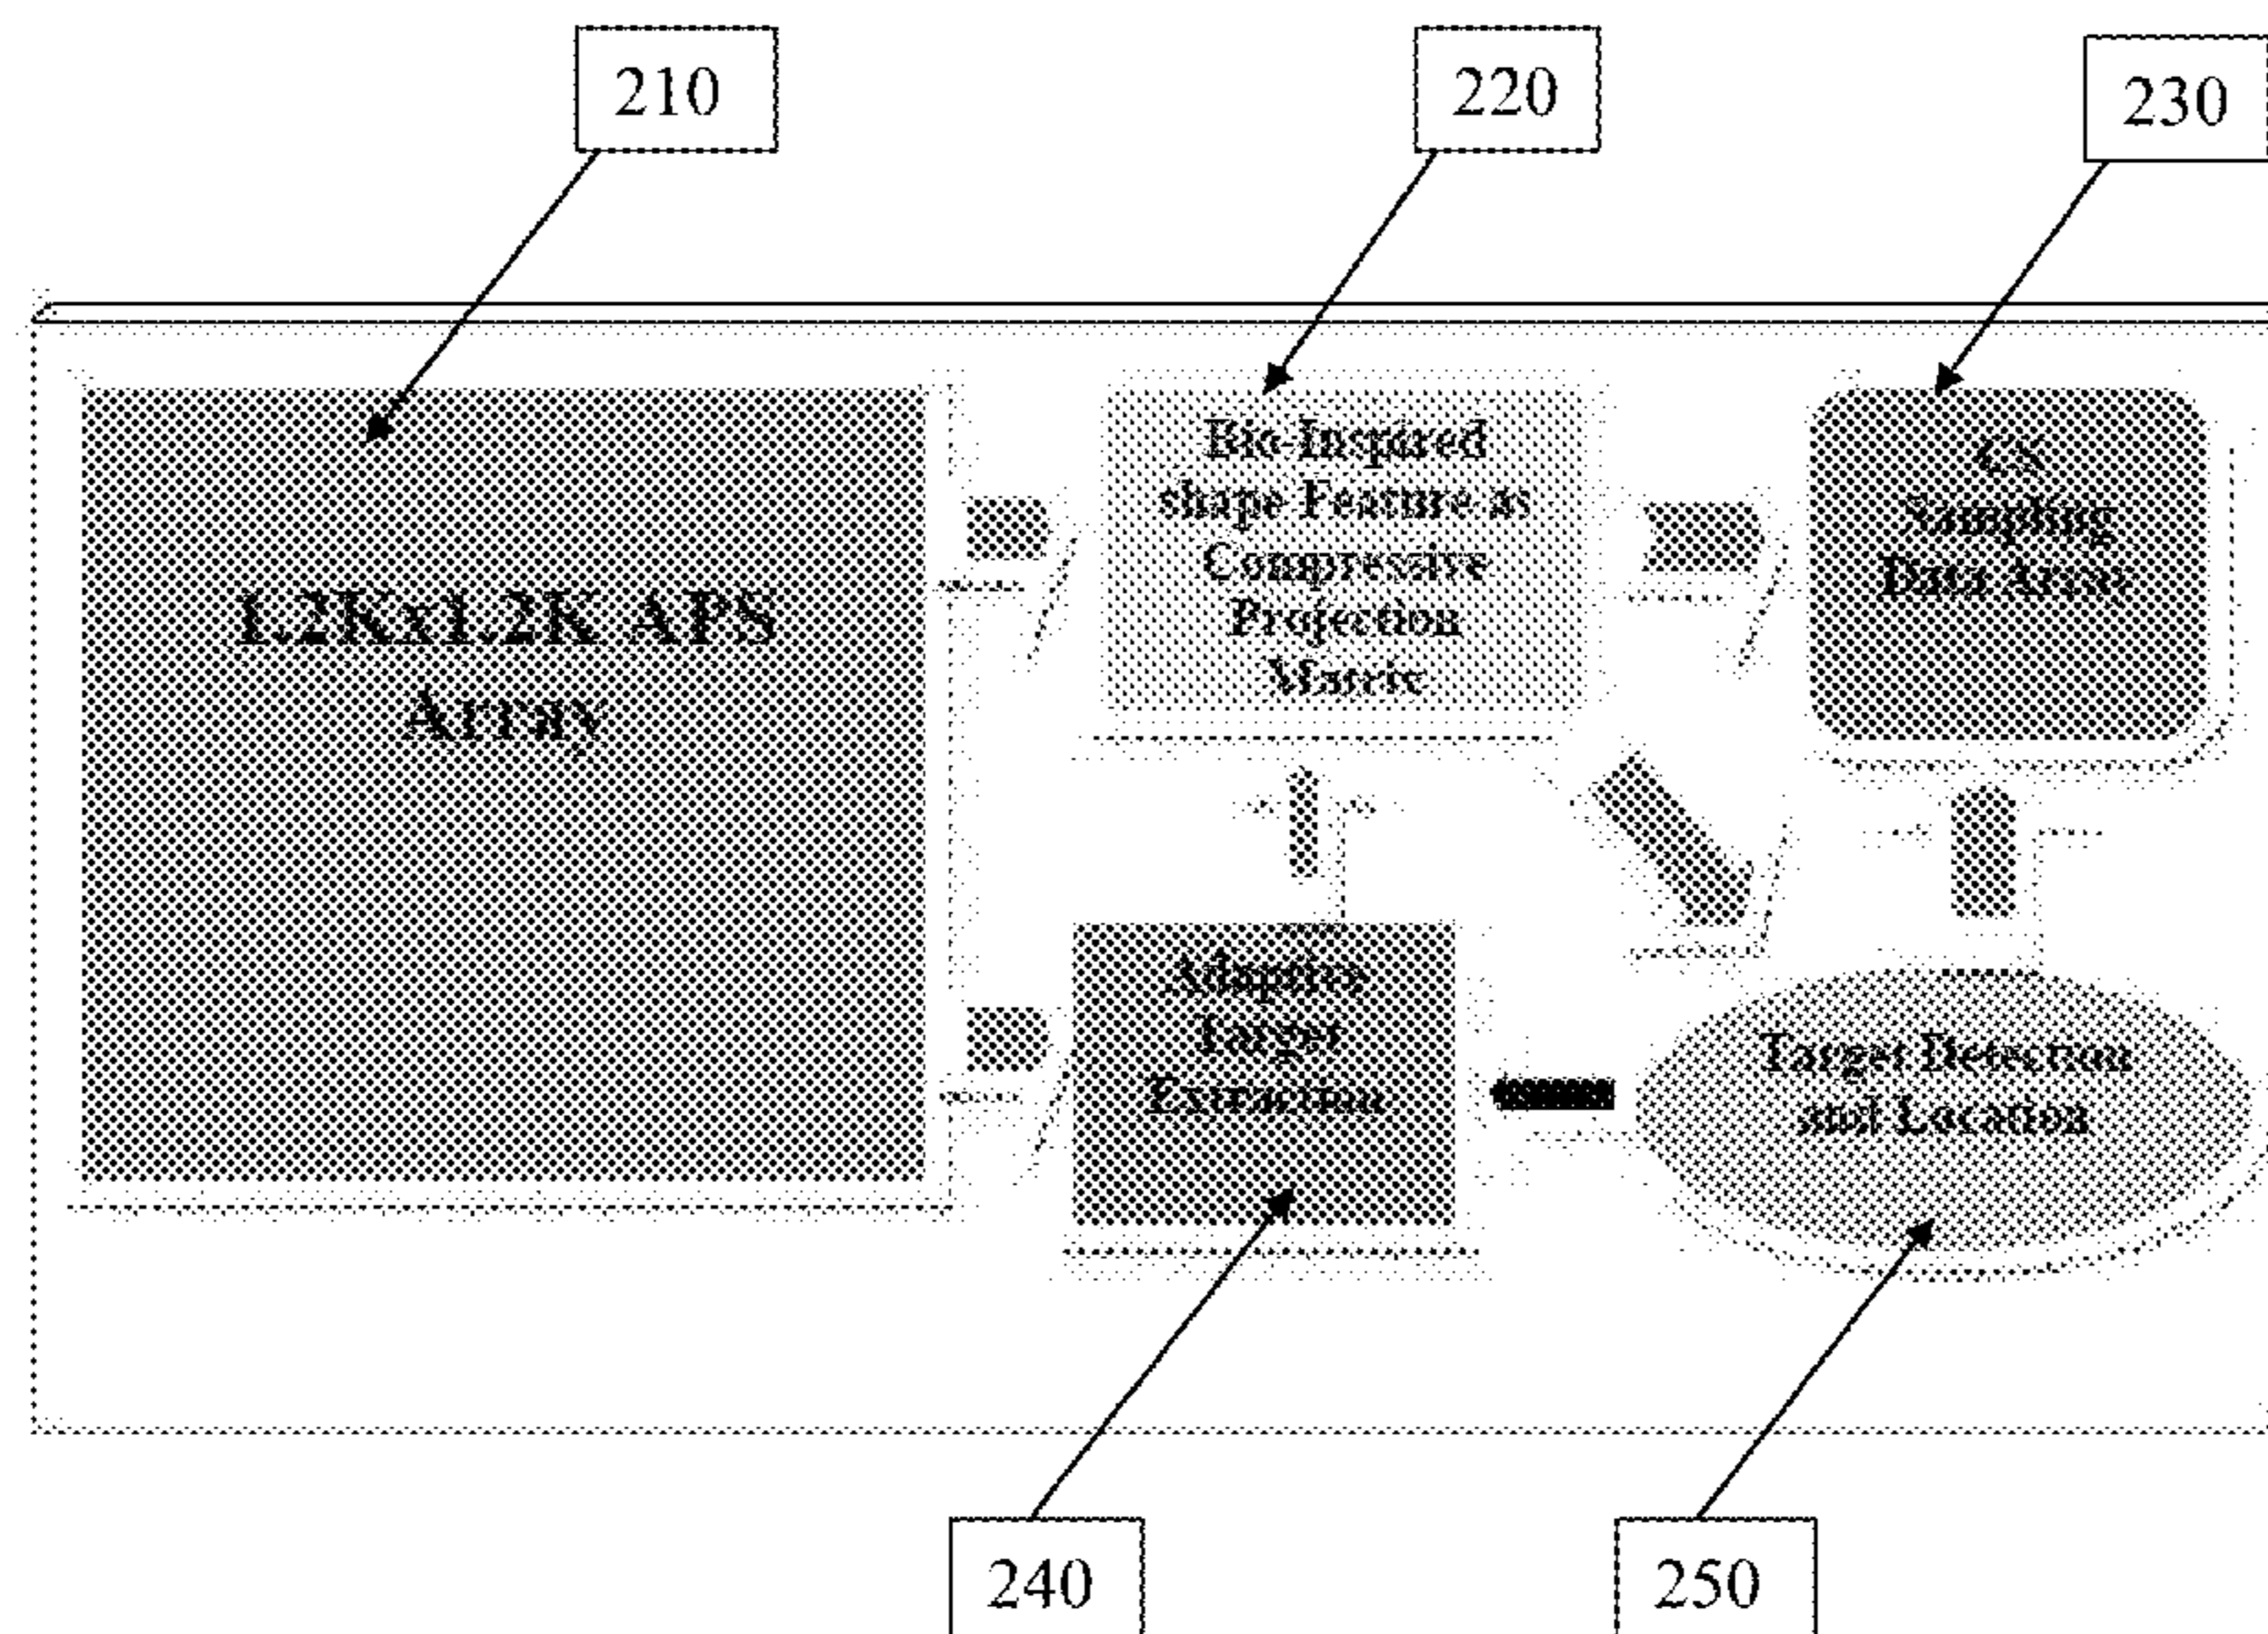 210
220
230
1.2Kx1.2K APS
Array
Bio-Inspired
shape Feature as
Compressive
Projection
Matrix
CS
Sampling
Data Array
Adaptive
Target
Extraction
Target Detection
and Location
240
250